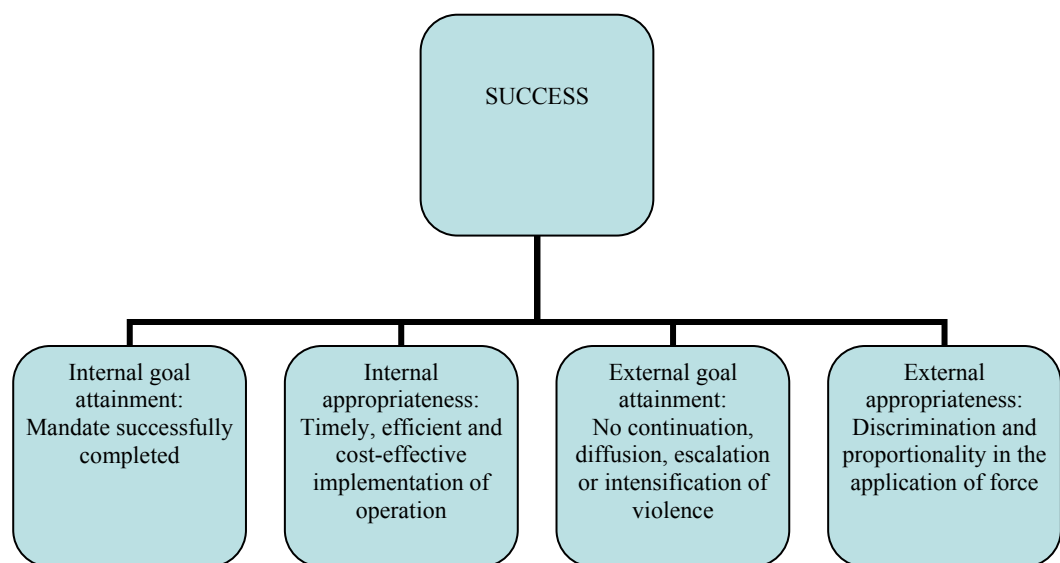 SUCCESS
Internal goal
attainment:
Mandate successfully
completed
Internal
appropriateness:
Timely, efficient and
cost-effective
implementation of
operation
External goal
attainment:
No continuation,
diffusion, escalation
or intensification of
violence
External
appropriateness:
Discrimination and
proportionality in the
application of force